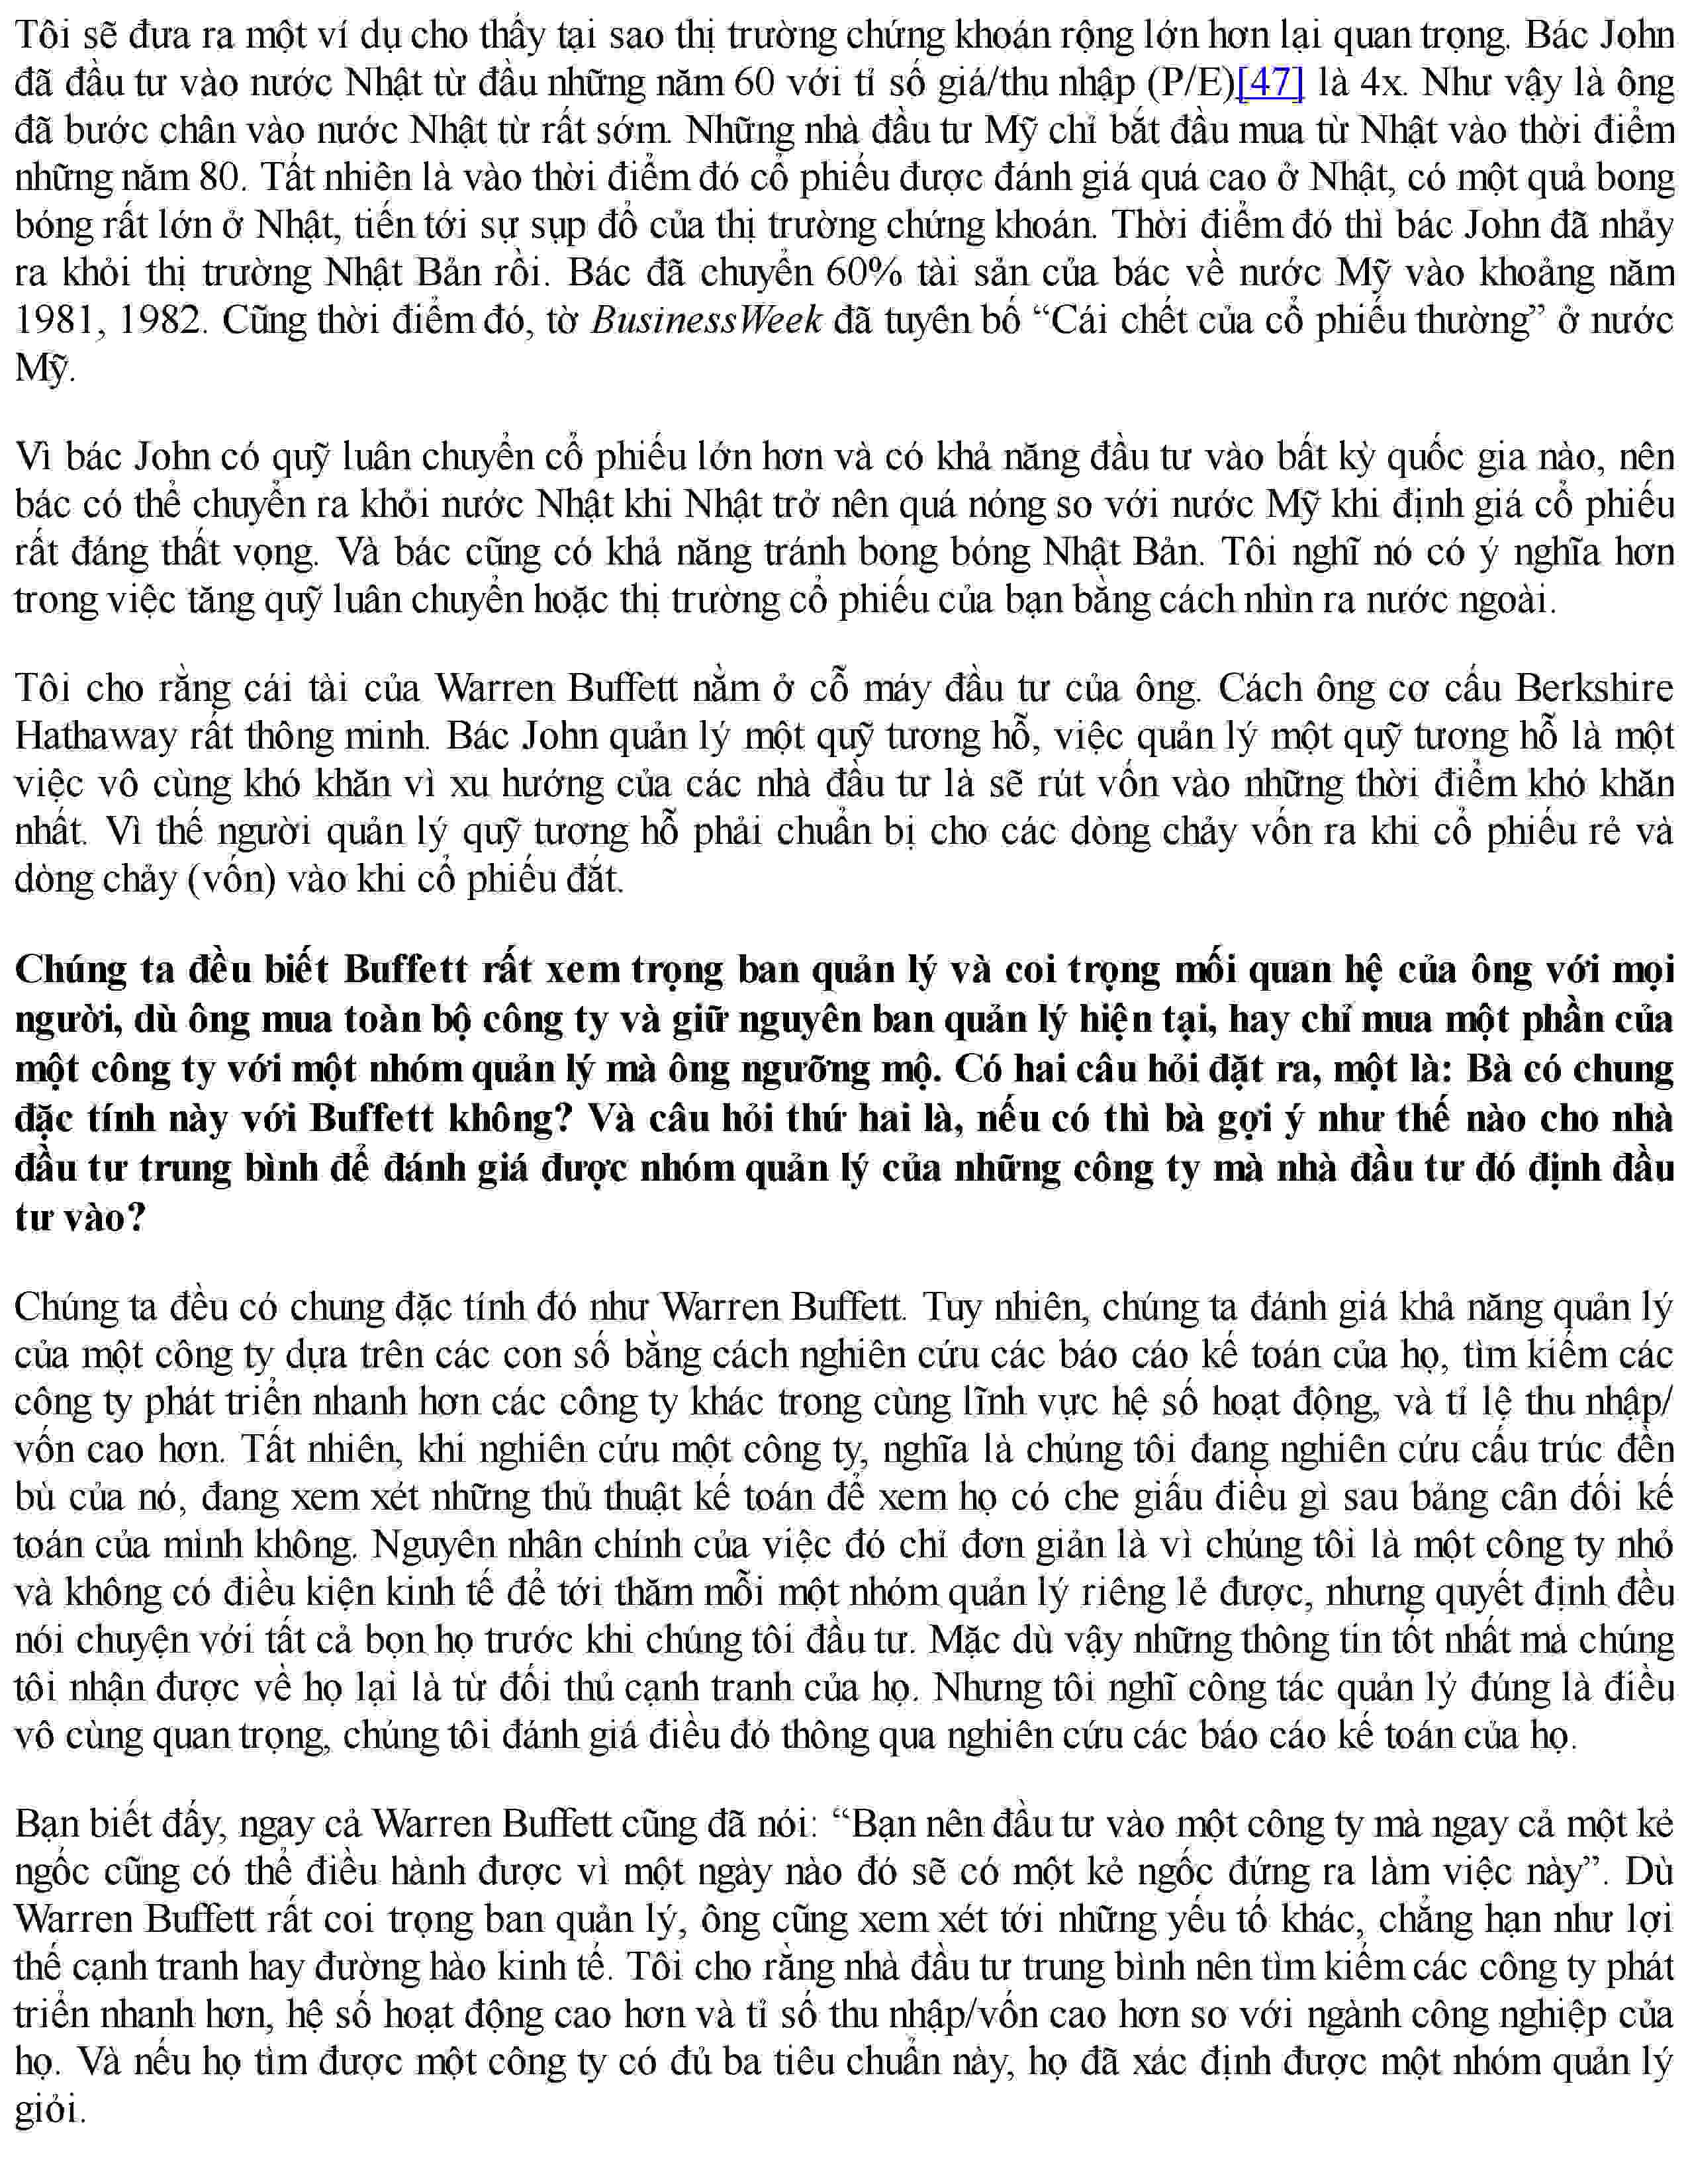 Tôi sẽ đưa ra một ví dụ cho thấy tại sao thị trường chứng khoán rộng lớn hơn lại quan trọng. Bác John
đã đầu tư vào nước Nhật từ đầu những năm 60 với tỉ số giá/thu nhập (P/E)[47] là 4x. Như vậy là ông
đã bước chân vào nước Nhật từ rất sớm. Những nhà đầu tư Mỹ chỉ bắt đầu mua từ Nhật vào thời điểm
những năm 80. Tất nhiên là vào thời điểm đó cổ phiếu được đánh giá quá cao ở Nhật, có một quả bong
bóng rất lớn ở Nhật, tiến tới sự sụp đổ của thị trường chứng khoán. Thời điểm đó thì bác John đã nhảy
ra khỏi thị trường Nhật Bản rồi. Bác đã chuyển 60% tài sản của bác về nước Mỹ vào khoảng năm
1981, 1982. Cũng thời điểm đó, tờ BusinessWeek đã tuyên bố “Cái chết của cổ phiếu thường” ở nước
Mỹ.
Vì bác John có quỹ luân chuyển cổ phiếu lớn hơn và có khả năng đầu tư vào bất kỳ quốc gia nào, nên
bác có thể chuyển ra khỏi nước Nhật khi Nhật trở nên quá nóng so với nước Mỹ khi định giá cổ phiếu
rất đáng thất vọng. Và bác cũng có khả năng tránh bong bóng Nhật Bản. Tôi nghĩ nó có ý nghĩa hơn
trong việc tăng quỹ luân chuyển hoặc thị trường cổ phiếu của bạn bằng cách nhìn ra nước ngoài.
Tôi cho rằng cái tài của Warren Buffett nằm ở cỗ máy đầu tư của ông. Cách ông cơ cấu Berkshire
Hathaway rất thông minh. Bác John quản lý một quỹ tương hỗ, việc quản lý một quỹ tương hỗ là một
việc vô cùng khó khăn vì xu hướng của các nhà đầu tư là sẽ rút vốn vào những thời điểm khó khăn
nhất. Vì thế người quản lý quỹ tương hỗ phải chuẩn bị cho các dòng chảy vốn ra khi cổ phiếu rẻ và
dòng chảy (vốn) vào khi cổ phiếu đắt.
Chúng ta đều biết Buffett rất xem trọng ban quản lý và coi trọng mối quan hệ của ông với mọi
người, dù ông mua toàn bộ công ty và giữ nguyên ban quản lý hiện tại, hay chỉ mua một phần của
một công ty với một nhóm quản lý mà ông ngưỡng mộ. Có hai câu hỏi đặt ra, một là: Bà có chung
đặc tính này với Buffett không? Và câu hỏi thứ hai là, nếu có thì bà gợi ý như thế nào cho nhà
đầu tư trung bình để đánh giá được nhóm quản lý của những công ty mà nhà đầu tư đó định đầu
tư vào?
Chúng ta đều có chung đặc tính đó như Warren Buffett. Tuy nhiên, chúng ta đánh giá khả năng quản lý
của một công ty dựa trên các con số bằng cách nghiên cứu các báo cáo kế toán của họ, tìm kiếm các
công ty phát triển nhanh hơn các công ty khác trong cùng lĩnh vực hệ số hoạt động, và tỉ lệ thu nhập/
vốn cao hơn. Tất nhiên, khi nghiên cứu một công ty, nghĩa là chúng tôi đang nghiên cứu cấu trúc đền
bù của nó, đang xem xét những thủ thuật kế toán để xem họ có che giấu điều gì sau bảng cân đối kế
toán của mình không. Nguyên nhân chính của việc đó chỉ đơn giản là vì chúng tôi là một công ty nhỏ
và không có điều kiện kinh tế để tới thăm mỗi một nhóm quản lý riêng lẻ được, nhưng quyết định đều
nói chuyện với tất cả bọn họ trước khi chúng tôi đầu tư. Mặc dù vậy những thông tin tốt nhất mà chúng
tôi nhận được về họ lại là từ đối thủ cạnh tranh của họ. Nhưng tôi nghĩ công tác quản lý đúng là điều
vô cùng quan trọng, chúng tôi đánh giá điều đó thông qua nghiên cứu các báo cáo kế toán của họ.
Bạn biết đấy, ngay cả Warren Buffett cũng đã nói: “Bạn nên đầu tư vào một công ty mà ngay cả một kẻ
ngốc cũng có thể điều hành được vì một ngày nào đó sẽ có một kẻ ngốc đứng ra làm việc này”. Dù
Warren Buffett rất coi trọng ban quản lý, ông cũng xem xét tới những yếu tố khác, chẳng hạn như lợi
thế cạnh tranh hay đường hào kinh tế. Tôi cho rằng nhà đầu tư trung bình nên tìm kiếm các công ty phát
triển nhanh hơn, hệ số hoạt động cao hơn và tỉ số thu nhập/vốn cao hơn so với ngành công nghiệp của
họ. Và nếu họ tìm được một công ty có đủ ba tiêu chuẩn này, họ đã xác định được một nhóm quản lý
giỏi.